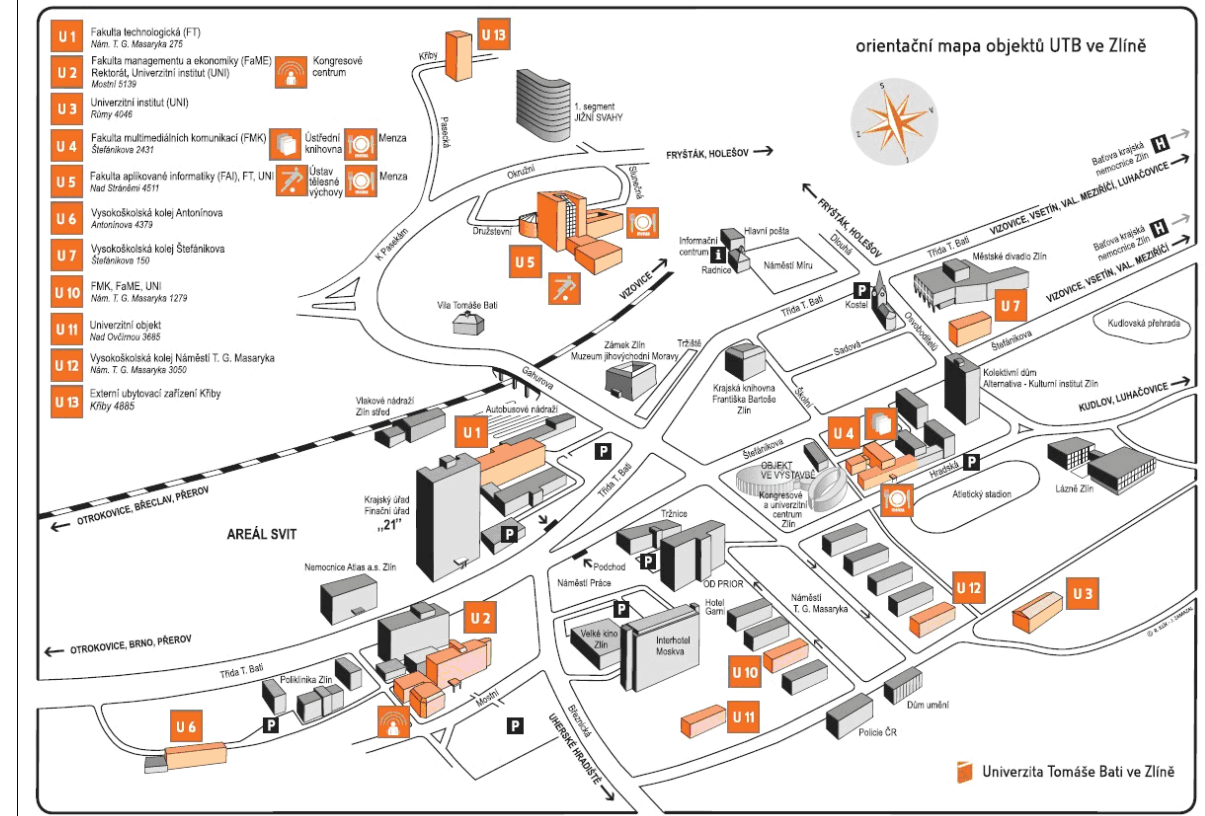 orientační mapa objektů UTB ve Zlíně
U 1
Fakulta technologická (FT)
Nám. T. G. Masaryka 275
U 2
Fakulta managementu a ekonomiky (FaME)
Rektorát, Univerzitní institut (UNI)
Mostní 5139
Kongresové
centrum
U 3
Univerzitní institut (UNI)
Růmy 4046
U 4
Fakulta multimediálních komunikací (FMK)
Štefánikova 2431
Ústřední
knihovna
Menza
U 5
Fakulta aplikované informatiky (FAI), FT, UNI
Nad Stráněmi 4511
Ústav
tělesné
výchovy
Menza
U 6
Vysokoškolská kolej Antonínova
Antonínova 4379
U 7
Vysokoškolská kolej Štefánikova
Štefánikova 150
U 10
FMK, FaME, UNI
Nám. T. G. Masaryka 1279
U 11
Univerzitní objekt
Nad Ovčírnou 3685
U 12
Vysokoškolská kolej Náměstí T. G. Masaryka
Nám. T. G. Masaryka 3050
U 13
Externí ubytovací zařízení Křiby
Křiby 4885
Křiby
U 13
Pasecká
1. segment
JIŽNÍ SVAHY
S
V
J
Z
FRYŠTÁK, HOLEŠOV
Okružní
Slunečná
Družstevní
K Pasekám
U 5
VIZOVICE
FRYŠTÁK, HOLEŠOV
Baťova krajská
nemocnice Zlín
H
VIZOVICE, VSETÍN, VAL. MEZIŘÍČÍ, LUHAČOVICE
Baťova krajská
nemocnice Zlín
H
VIZOVICE, VSETÍN, VAL. MEZIŘÍČÍ
Hlavní pošta
Informační
centrum
i
Radnice
Náměstí Míru
Dlouhá
Třída T. Bati
Městské divadlo Zlín
U 7
P
Kostel
Třída T. Bati
Osvoboditelů
Štefánikova
Kudlovská přehrada
Vila Tomáše Bati
Zámek Zlín
Muzeum jihovýchodní Moravy
Tržiště
Sadová
Krajská knihovna
Františka Bartoše
Zlín
Školní
Kolektivní dům
Alternativa - Kulturní institut Zlín
KUDLOV, LUHAČOVICE
Gahurova
Vlakové nádraží
Zlín střed
Autobusové nádraží
U 1
P
Štefánikova
U 4
Hradská
P
OBJEKT
VE VÝSTAVBĚ
Kongresové
a univerzitní
centrum
Zlín
Atletický stadion
Lázně Zlín
OTROKOVICE, BŘECLAV, PŘEROV
Krajský úřad
Finační úřad
„21"
Třída T. Bati
AREÁL SVIT
P
Tržnice
Podchod
P
OD PRIOR
Náměstí Práce
Nemocnice Atlas a.s. Zlín
P
Hotel
Garni
Náměstí
T. G. Masaryka
U 12
U 3
U 2
Velké kino
Zlín
Interhotel
Moskva
U 10
OTROKOVICE, BRNO, PŘEROV
Třída T. Bati
Poliklinika Zlín
Mostní
U 6
P
P
Březnická
UHERSKÉ HRADIŠTĚ
U 11
Dům umění
Policie ČR
Univerzita Tomáše Bati ve Zlíně